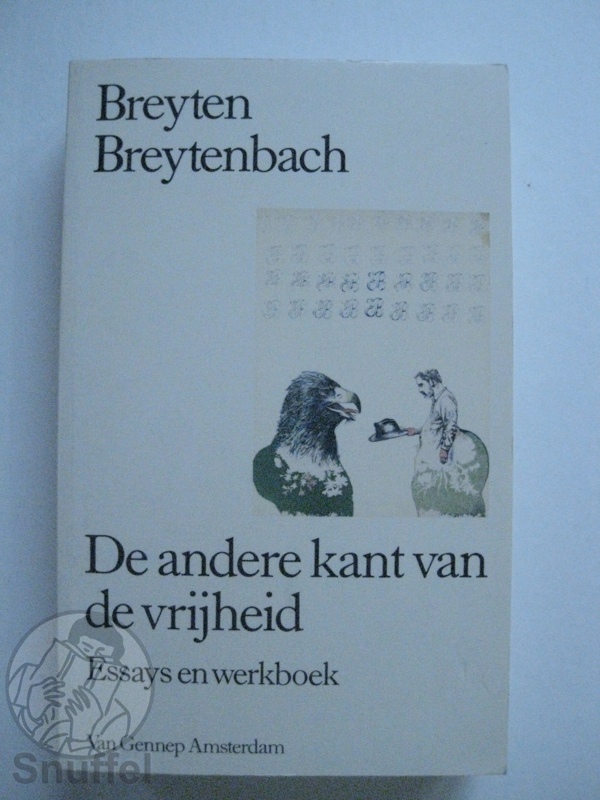 Breyten
Breytenbach
De andere kant van
de vrijheid
Essays en werkboek
Van Gennep Amsterdam
Snuffel